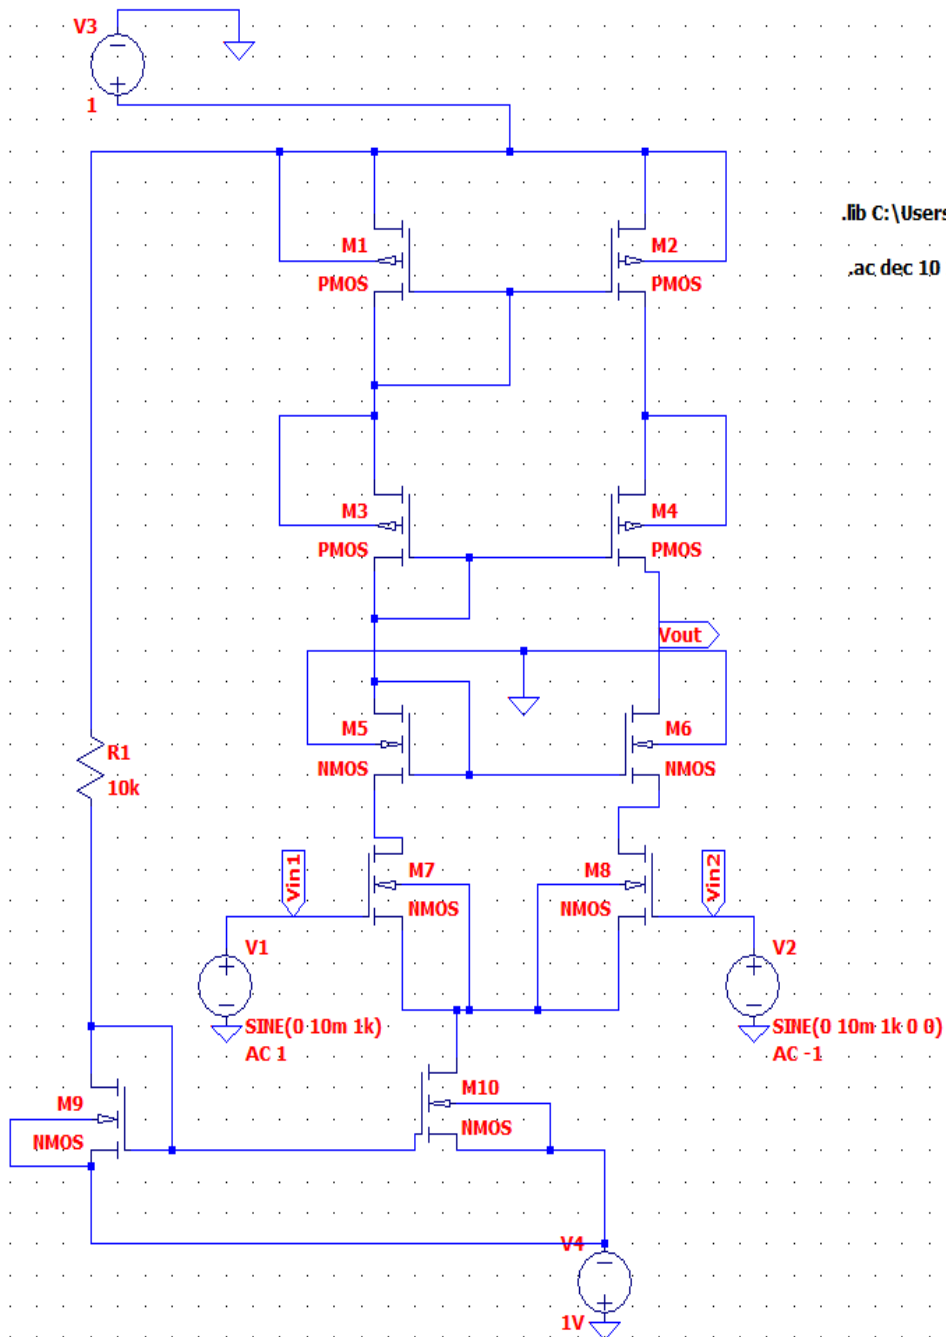 V3
1
.lib C:\Users
.ac dec 10
M1
PMOS
M2
PMOS
M3
PMOS
M4
PMOS
Vout
M5
NMOS
M6
NMOS
R1
10k
Vin1
M7
NMOS
M8
NMOS
Vin2
V1
SINE(0 10m 1k)
AC 1
V2
SINE(0 10m 1k 0 0)
AC -1
M9
NMOS
M10
NMOS
V4
1V